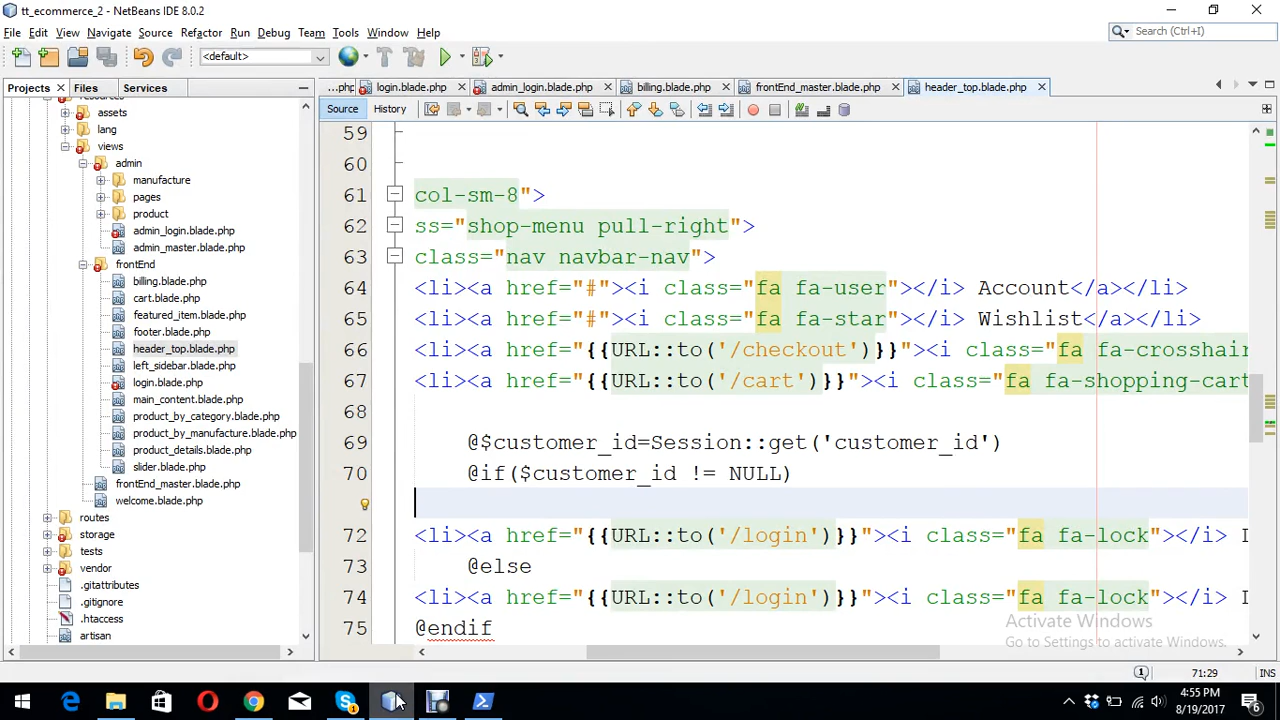 tt_ecommerce_2 - NetBeans IDE 8.0.2
File Edit View Navigate Source Refactor Run Debug Team Tools Window Help
Search (Ctrl+I)
<default>
Projects Files Services
...php login.blade.php admin_login.blade.php billing.blade.php frontEnd_master.blade.php header_top.blade.php
Source History
assets
lang
views
admin
manufacture
pages
product
admin_login.blade.php
admin_master.blade.php
frontEnd
billing.blade.php
cart.blade.php
featured_item.blade.php
footer.blade.php
header_top.blade.php
left_sidebar.blade.php
login.blade.php
main_content.blade.php
product_by_category.blade.php
product_by_manufacture.blade.php
product_details.blade.php
slider.blade.php
frontEnd_master.blade.php
welcome.blade.php
routes
storage
tests
vendor
.gitattributes
.gitignore
.htaccess
artisan
59
60
61 col-sm-8">
62 ss="shop-menu pull-right">
63 class="nav navbar-nav">
64 <li><a href="#"><i class="fa fa-user"></i> Account</a></li>
65 <li><a href="#"><i class="fa fa-star"></i> Wishlist</a></li>
66 <li><a href="{{URL::to('/checkout')}}"><i class="fa fa-crosshair
67 <li><a href="{{URL::to('/cart')}}"><i class="fa fa-shopping-cart
68
69 @$customer_id=Session::get('customer_id')
70 @if($customer_id != NULL)
72 <li><a href="{{URL::to('/login')}}"><i class="fa fa-lock"></i>
73 @else
74 <li><a href="{{URL::to('/login')}}"><i class="fa fa-lock"></i>
75 @endif
Activate Windows
Go to Settings to activate Windows.
1 71:29 INS
4:55 PM
8/19/2017
6